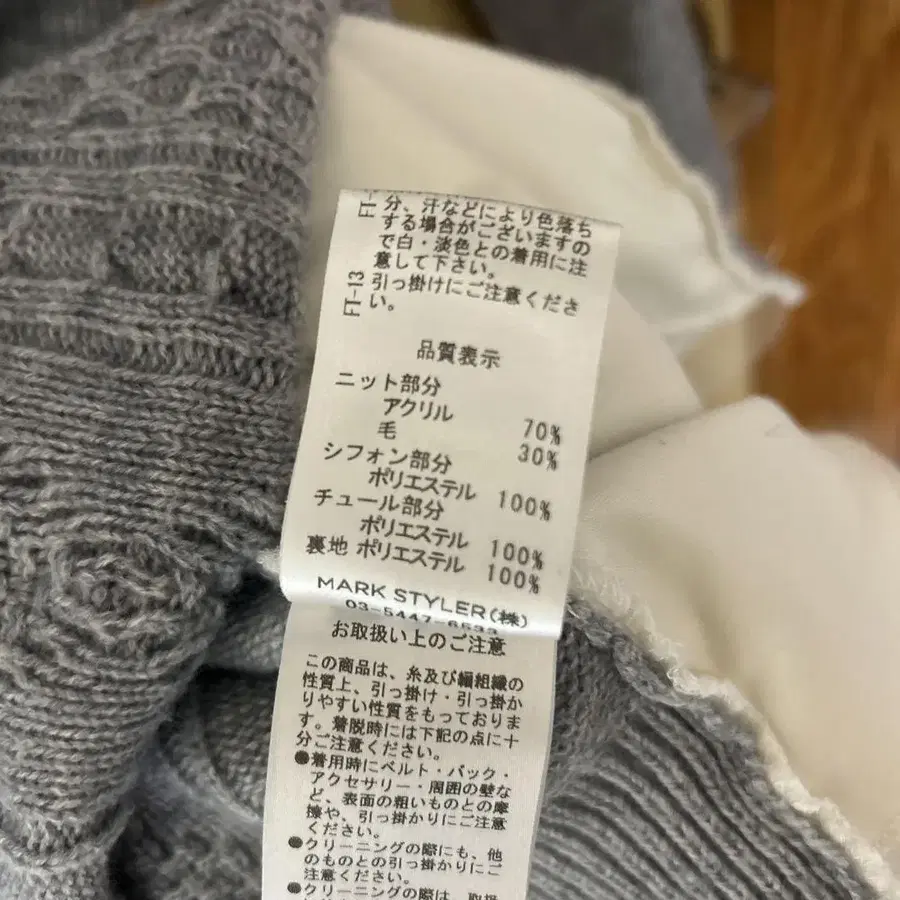 FT-
分、汗などにより色落ち
する場合がございますの
で白・淡色との着用に注
意して下さい。
FT-13 引っ掛けにご注意くださ
い。
品質表示
ニット部分
アクリル 70%
毛 30%
シフォン部分
ポリエステル 100%
チュール部分
ポリエステル 100%
裏地 ポリエステル 100%
MARK STYLER(株)
03-5447-6533
お取扱い上のご注意
この商品は、糸及び編組織の
性質上、引っ掛け・引っ掛か
りやすい性質をもっておりま
す。着脱時には下記の点に十
分ご注意ください。
●着用時にベルト・バック・
アクセサリー・周囲の壁な
ど、表面の粗いものとの摩
擦や、引っ掛かりにご注意
ください。
●クリーニングの際にも、他
のものとの引っ掛かりにご
注意ください。
●クリーニングの際は、取扱